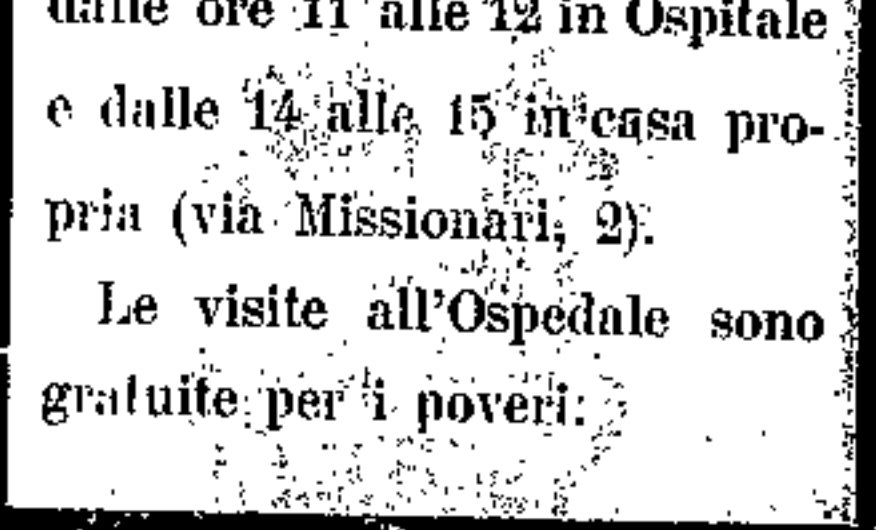 dalle ore 11 alle 12 in Ospitale
e dalle 14 alle 15 in casa pro-
pria (via Missionari, 2).
Le visite all'Ospedale sono
gratuite per i poveri.